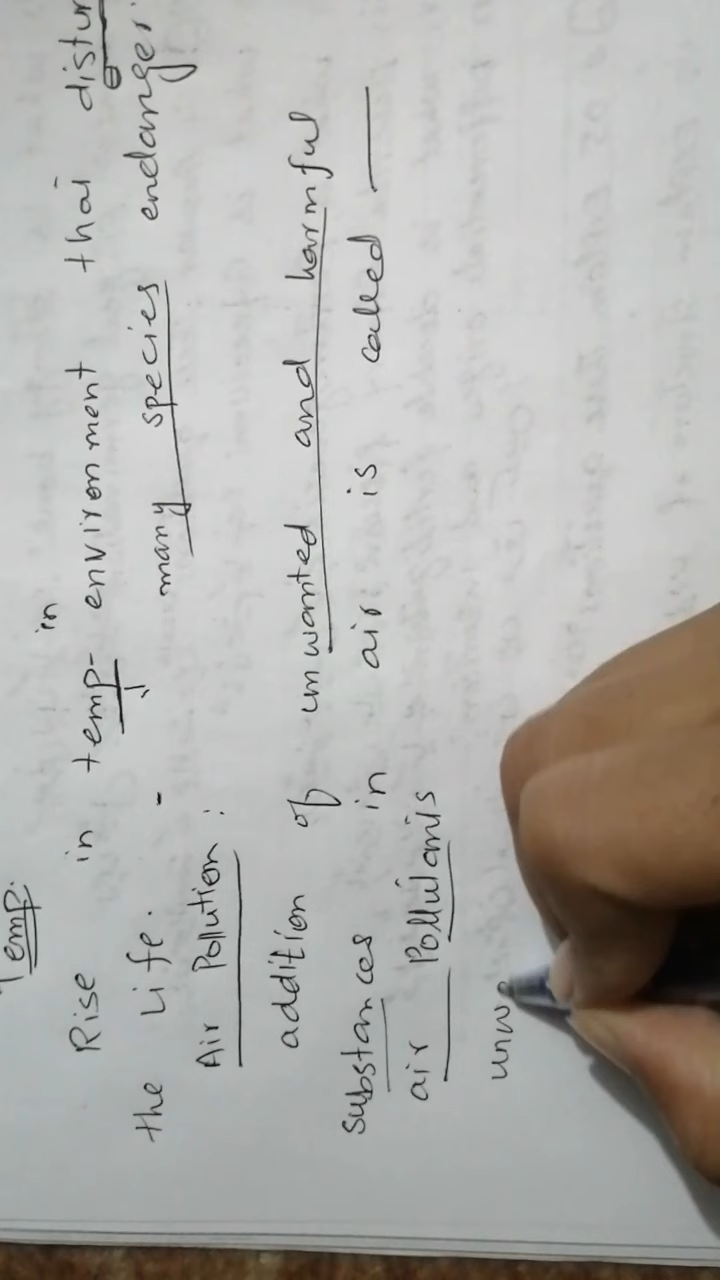 Temp.
Rise in temp- in environment that distur
the Life. - many species endanger.
Air Pollution :
addition of unwanted and harmful
substances in air is called —
air Pollutants
unwa